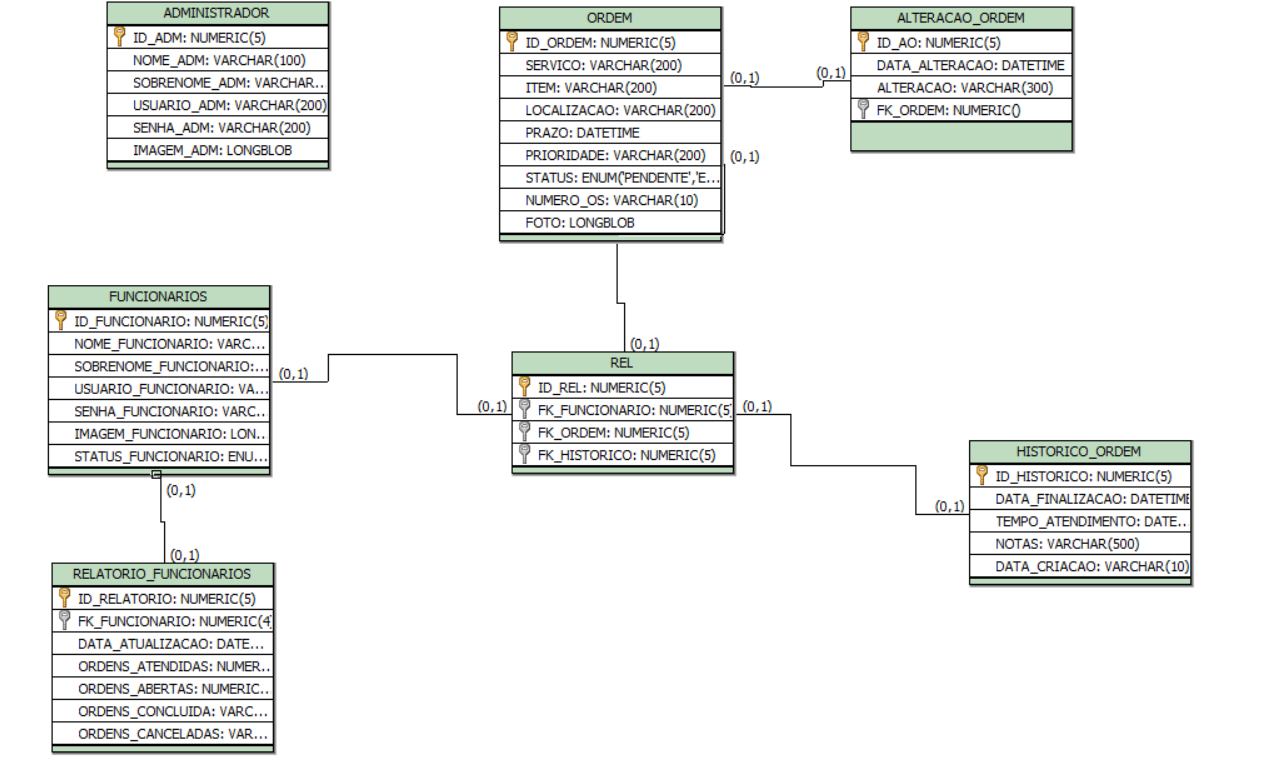 ADMINISTRADOR
ID_ADM: NUMERIC(5)
NOME_ADM: VARCHAR(100)
SOBRENOME_ADM: VARCHAR..
USUARIO_ADM: VARCHAR(200)
SENHA_ADM: VARCHAR(200)
IMAGEM_ADM: LONGBLOB
ORDEM
ID_ORDEM: NUMERIC(5)
SERVICO: VARCHAR(200)
ITEM: VARCHAR(200)
LOCALIZACAO: VARCHAR(200)
PRAZO: DATETIME
PRIORIDADE: VARCHAR(200)
STATUS: ENUM('PENDENTE','E...
NUMERO_OS: VARCHAR(10)
FOTO: LONGBLOB
(0,1)
(0,1)
(0,1)
ALTERACAO_ORDEM
ID_AO: NUMERIC(5)
DATA_ALTERACAO: DATETIME
ALTERACAO: VARCHAR(300)
FK_ORDEM: NUMERIC()
FUNCIONARIOS
ID_FUNCIONARIO: NUMERIC(5)
NOME_FUNCIONARIO: VARC...
SOBRENOME_FUNCIONARIO:...
USUARIO_FUNCIONARIO: VA...
SENHA_FUNCIONARIO: VARC..
IMAGEM_FUNCIONARIO: LON..
STATUS_FUNCIONARIO: ENU...
(0,1)
(0,1)
(0,1)
(0,1)
REL
ID_REL: NUMERIC(5)
FK_FUNCIONARIO: NUMERIC(5)
FK_ORDEM: NUMERIC(5)
FK_HISTORICO: NUMERIC(5)
(0,1)
(0,1)
HISTORICO_ORDEM
ID_HISTORICO: NUMERIC(5)
DATA_FINALIZACAO: DATETIME
TEMPO_ATENDIMENTO: DATE...
NOTAS: VARCHAR(500)
DATA_CRIACAO: VARCHAR(10)
(0,1)
RELATORIO_FUNCIONARIOS
ID_RELATORIO: NUMERIC(5)
FK_FUNCIONARIO: NUMERIC(4)
DATA_ATUALIZACAO: DATE...
ORDENS_ATENDIDAS: NUMER..
ORDENS_ABERTAS: NUMERIC..
ORDENS_CONCLUIDA: VARC...
ORDENS_CANCELADAS: VAR...